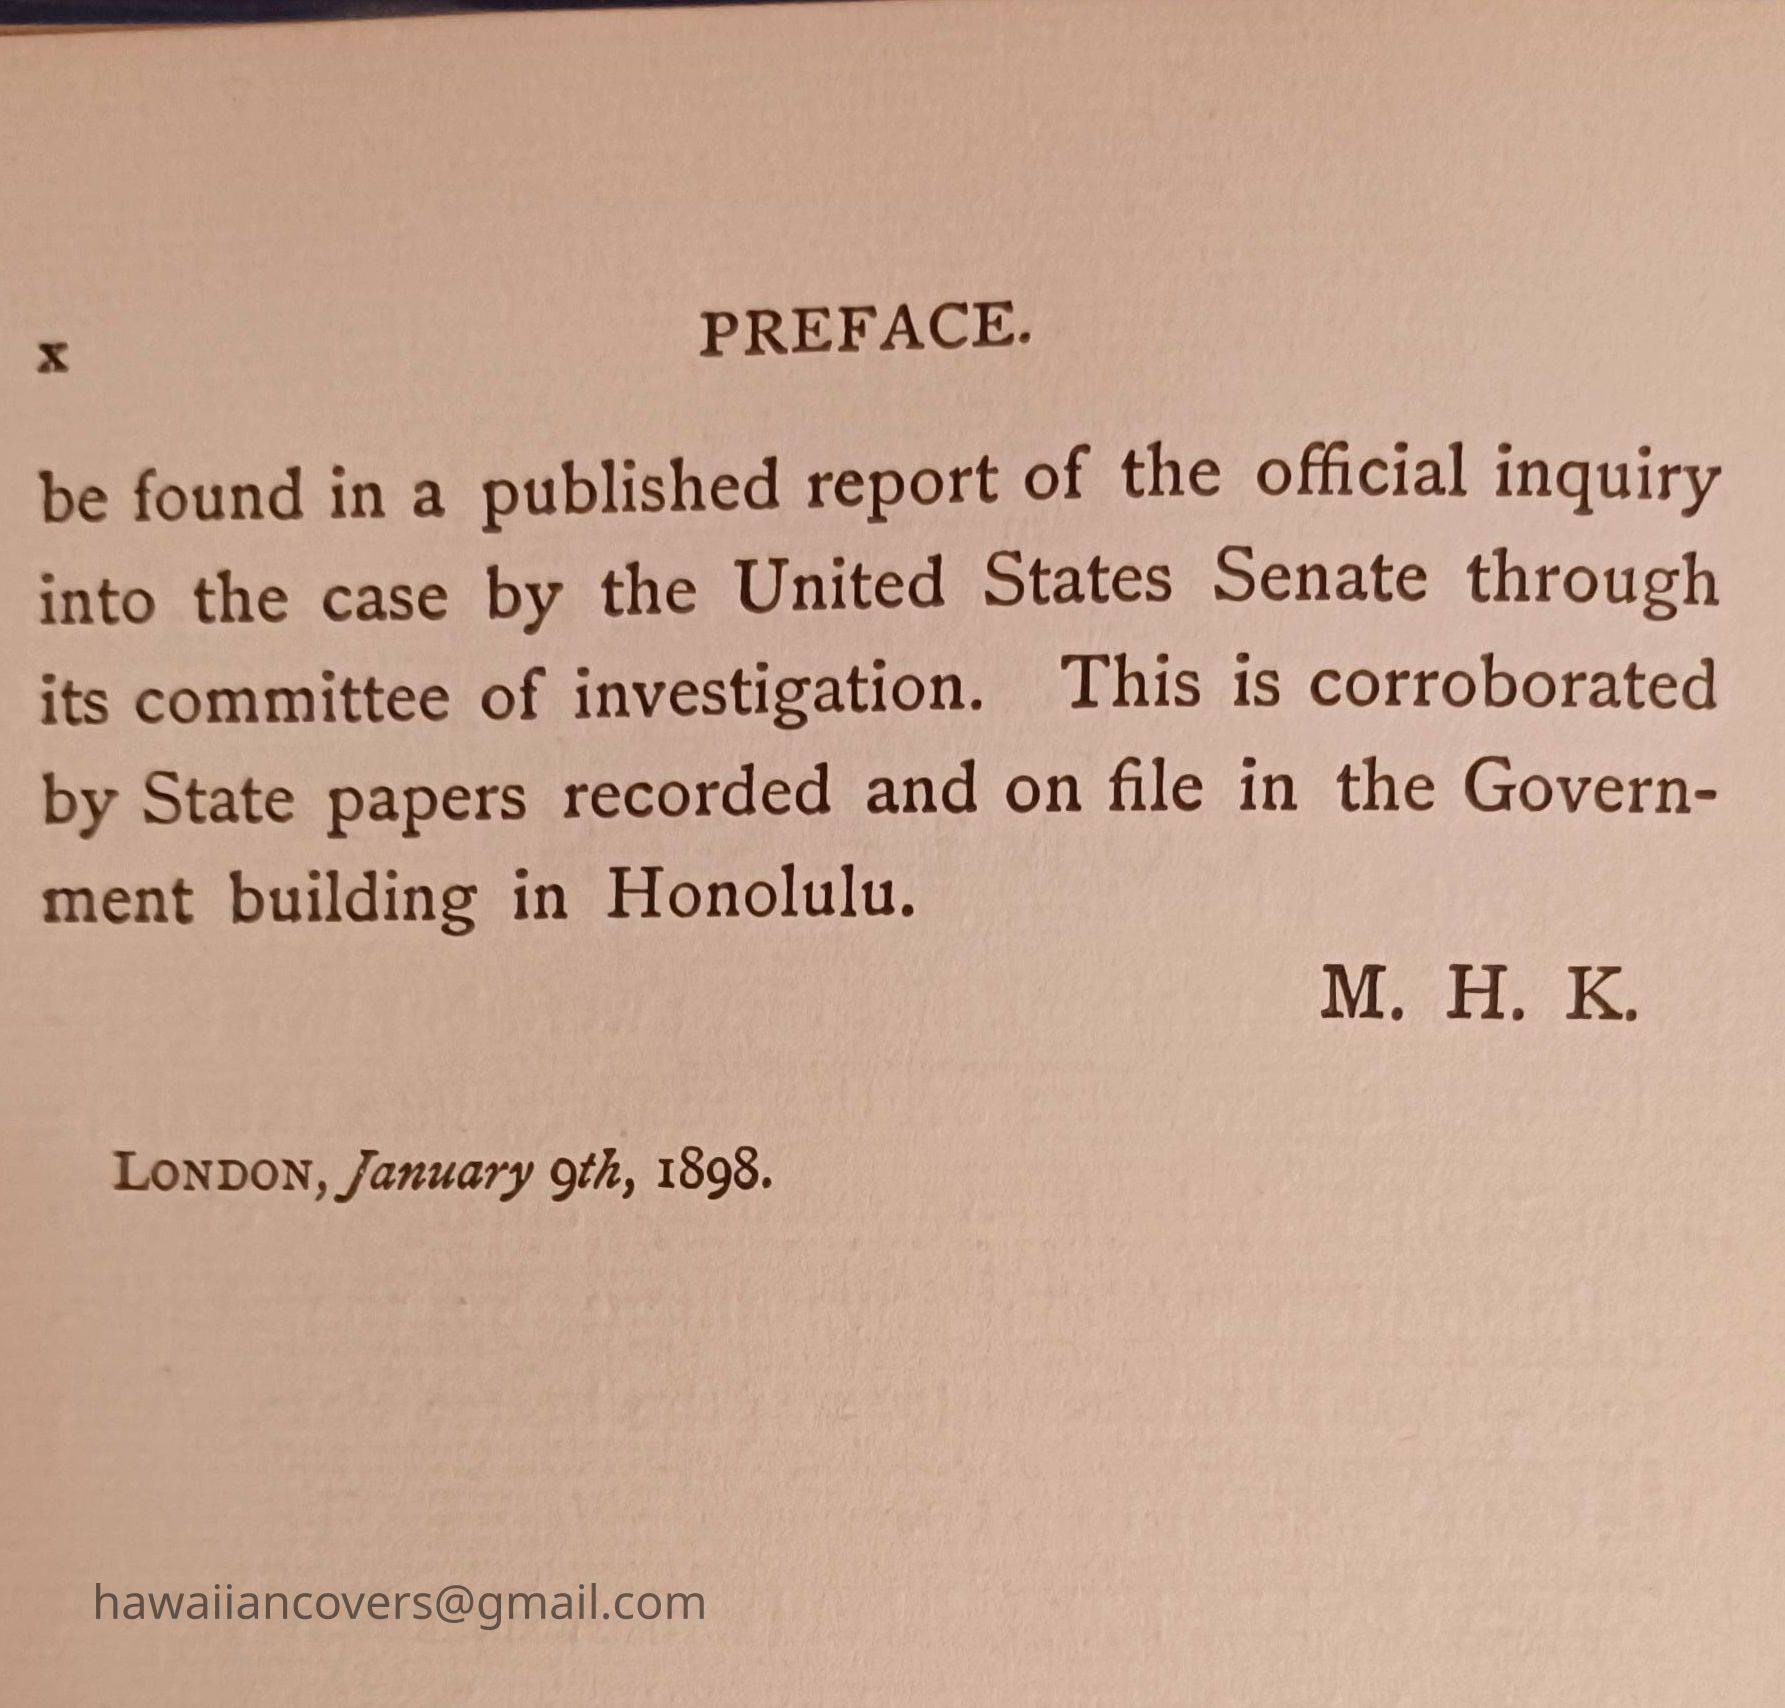 x
PREFACE.
be found in a published report of the official inquiry
into the case by the United States Senate through
its committee of investigation. This is corroborated
by State papers recorded and on file in the Govern-
ment building in Honolulu.
M. H. K.
LONDON, January 9th, 1898.
hawaiiancovers@gmail.com